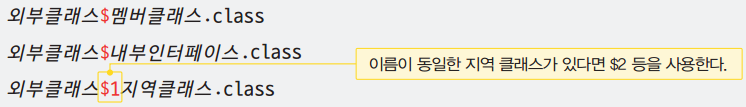 외부클래스$멤버클래스.class
외부클래스$내부인터페이스.class
이름이 동일한 지역 클래스가 있다면 $2 등을 사용한다.
외부클래스$1지역클래스.class